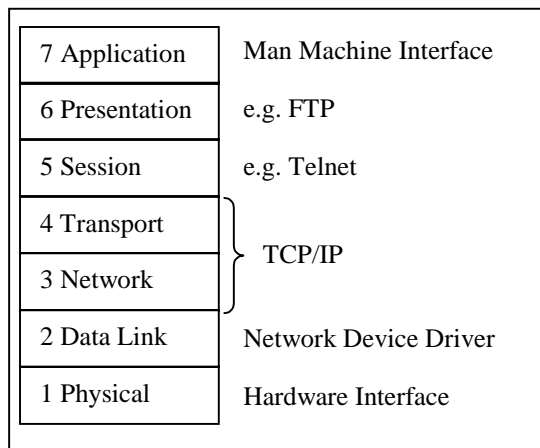 7 Application Man Machine Interface
6 Presentation e.g. FTP
5 Session e.g. Telnet
4 Transport
TCP/IP
3 Network
2 Data Link Network Device Driver
1 Physical Hardware Interface